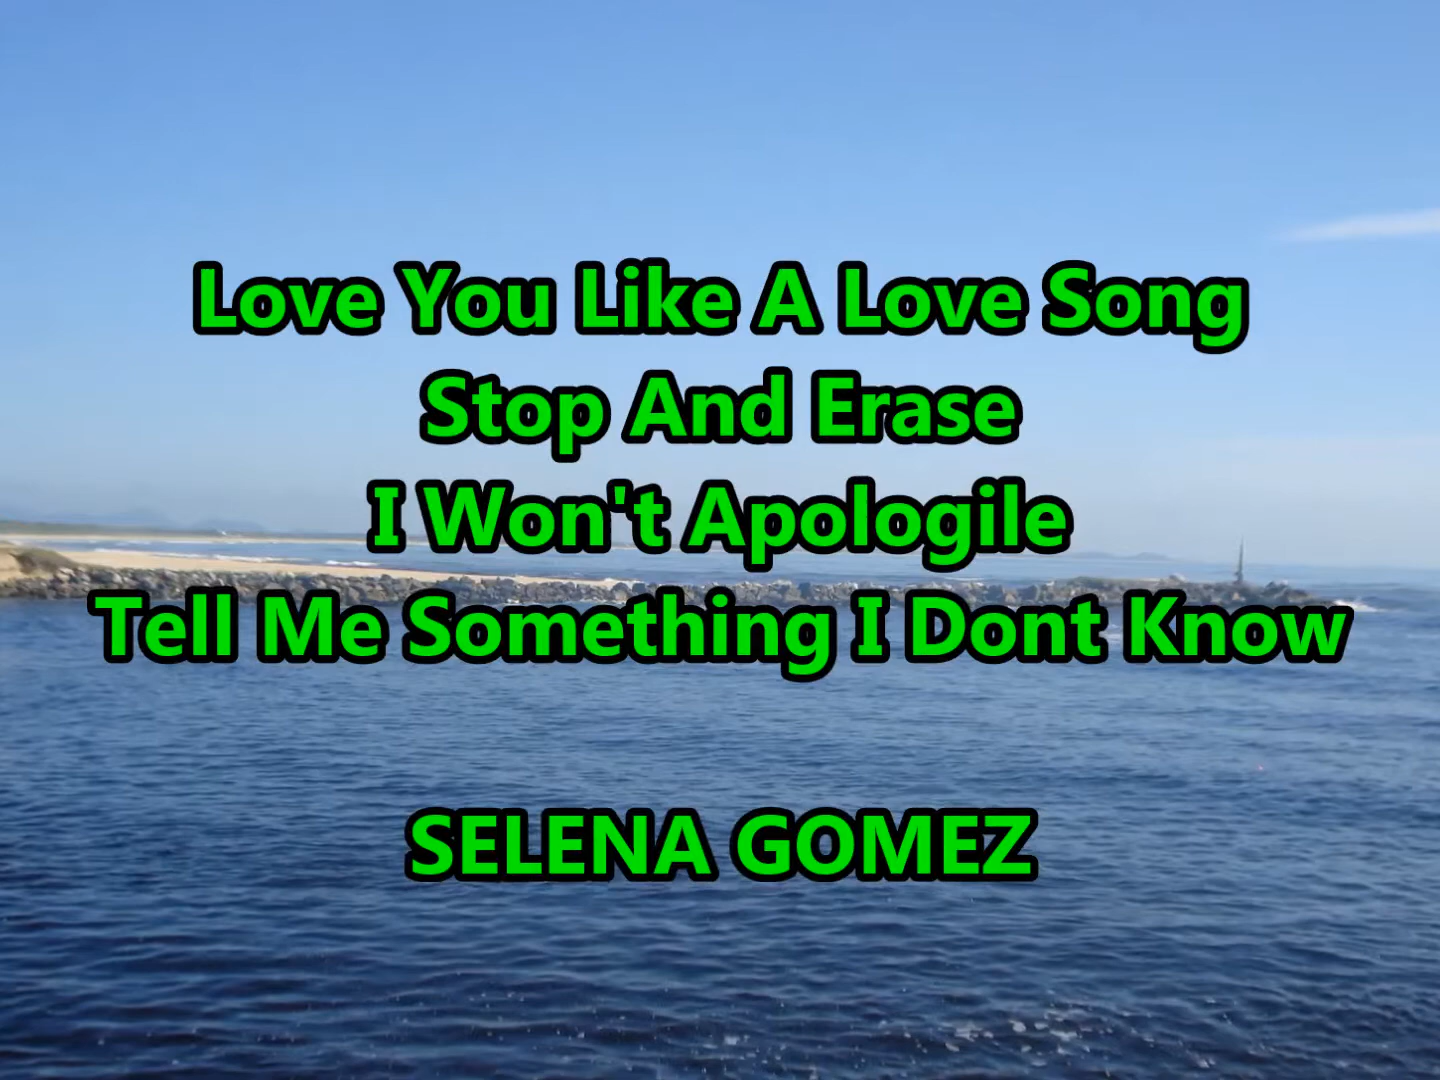 Love You Like A Love Song
Stop And Erase
I Won't Apologile
Tell Me Something I Dont Know
SELENA GOMEZ